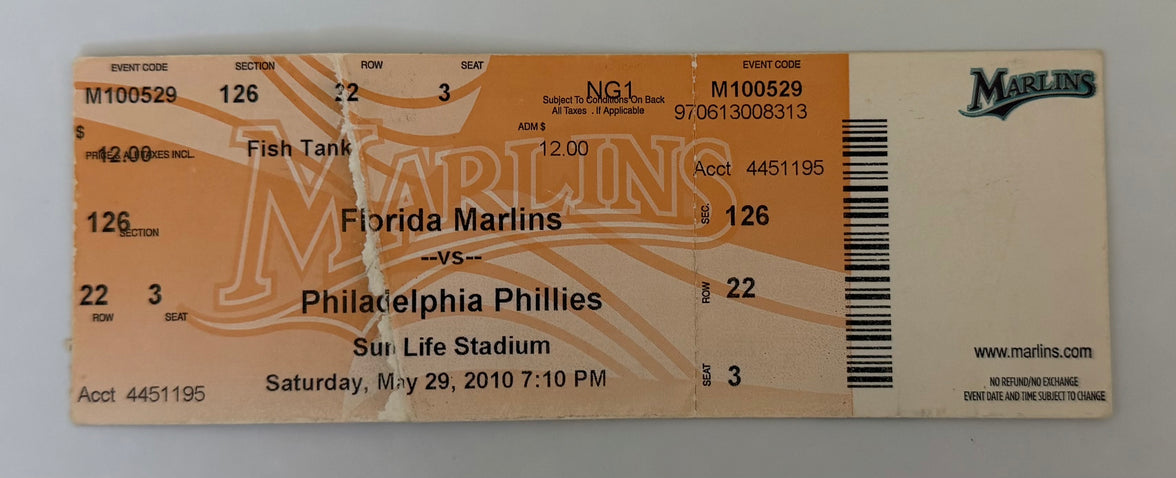 EVENT CODE SECTION ROW SEAT EVENT CODE
M100529 126 22 3 NG1 M100529
Subject To Conditions On Back
All Taxes . If Applicable
970613008313
MARLINS
$ 12.00
PRICE & ALL TAXES INCL.
Fish Tank
ADM $
12.00
Acct 4451195
MARLINS
126
SECTION
Florida Marlins
SEC. 126
--vs--
22 3
ROW SEAT
Philadelphia Phillies
ROW 22
Sun Life Stadium
www.marlins.com
Acct 4451195
Saturday, May 29, 2010 7:10 PM
SEAT 3
NO REFUND/NO EXCHANGE
EVENT DATE AND TIME SUBJECT TO CHANGE